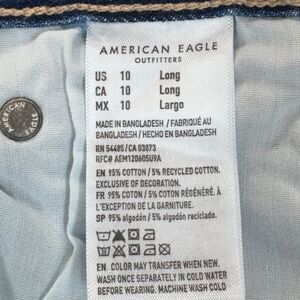 AMERICAN EAGLE
OUTFITTERS
US 10 Long
CA 10 Long
MX 10 Largo
MADE IN BANGLADESH / FABRIQUÉ AU
BANGLADESH / HECHO EN BANGLADESH
RN 54485/CA 03873
RFC# AEM120605U9A
EN 95% COTTON / 5% RECYCLED COTTON.
EXCLUSIVE OF DECORATION.
FR 95% COTON / 5% COTON RÉGÉNÉRÉ. À
L'EXCEPTION DE LA GARNITURE.
SP 95% algodón / 5% algodón reciclado.
EN COLOR MAY TRANSFER WHEN NEW.
WASH ONCE SEPARATELY IN COLD WATER
BEFORE WEARING. MACHINE WASH COLD
AMERICAN
EAGLE